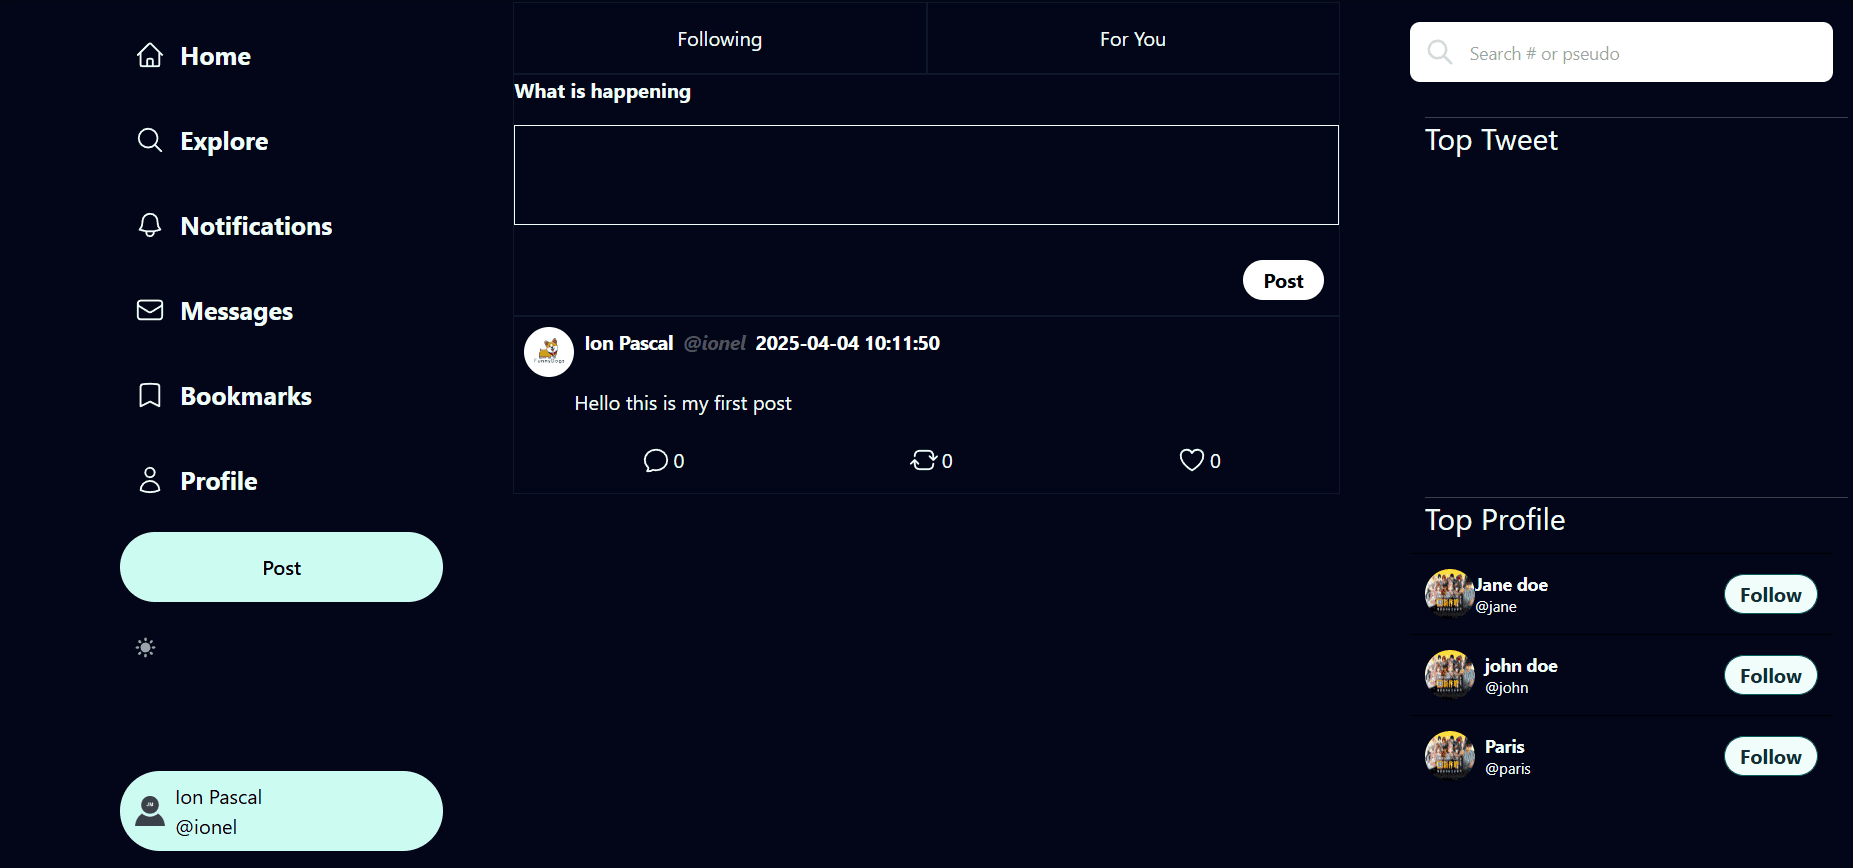 Home
Explore
Notifications
Messages
Bookmarks
Profile
Post
Ion Pascal
@ionel
Following
For You
What is happening
Post
Ion Pascal @ionel 2025-04-04 10:11:50
Hello this is my first post
0 0 0
Search # or pseudo
Top Tweet
Top Profile
Jane doe
@jane
Follow
john doe
@john
Follow
Paris
@paris
Follow